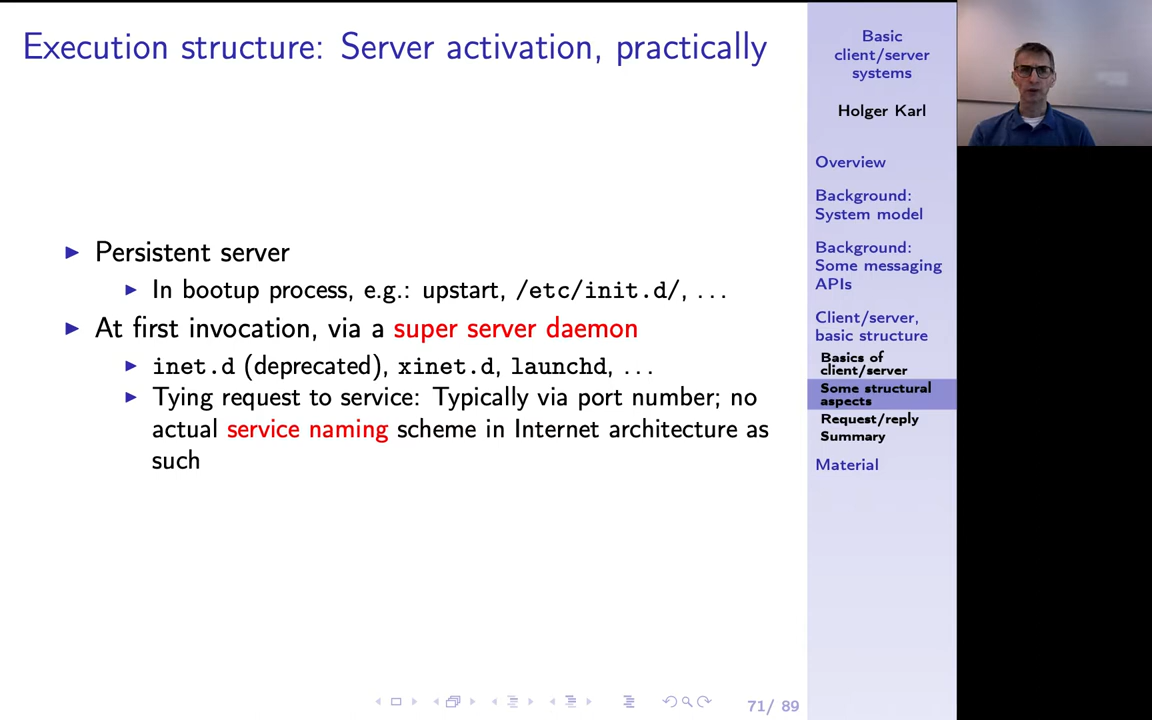 Execution structure: Server activation, practically
Persistent server
In bootup process, e.g.: upstart, /etc/init.d/, ...
At first invocation, via a super server daemon
inet.d (deprecated), xinet.d, launchd, ...
Tying request to service: Typically via port number; no
actual service naming scheme in Internet architecture as
such
71/ 89
Basic
client/server
systems
Holger Karl
Overview
Background:
System model
Background:
Some messaging
APIs
Client/server,
basic structure
Basics of
client/server
Some structural
aspects
Request/reply
Summary
Material